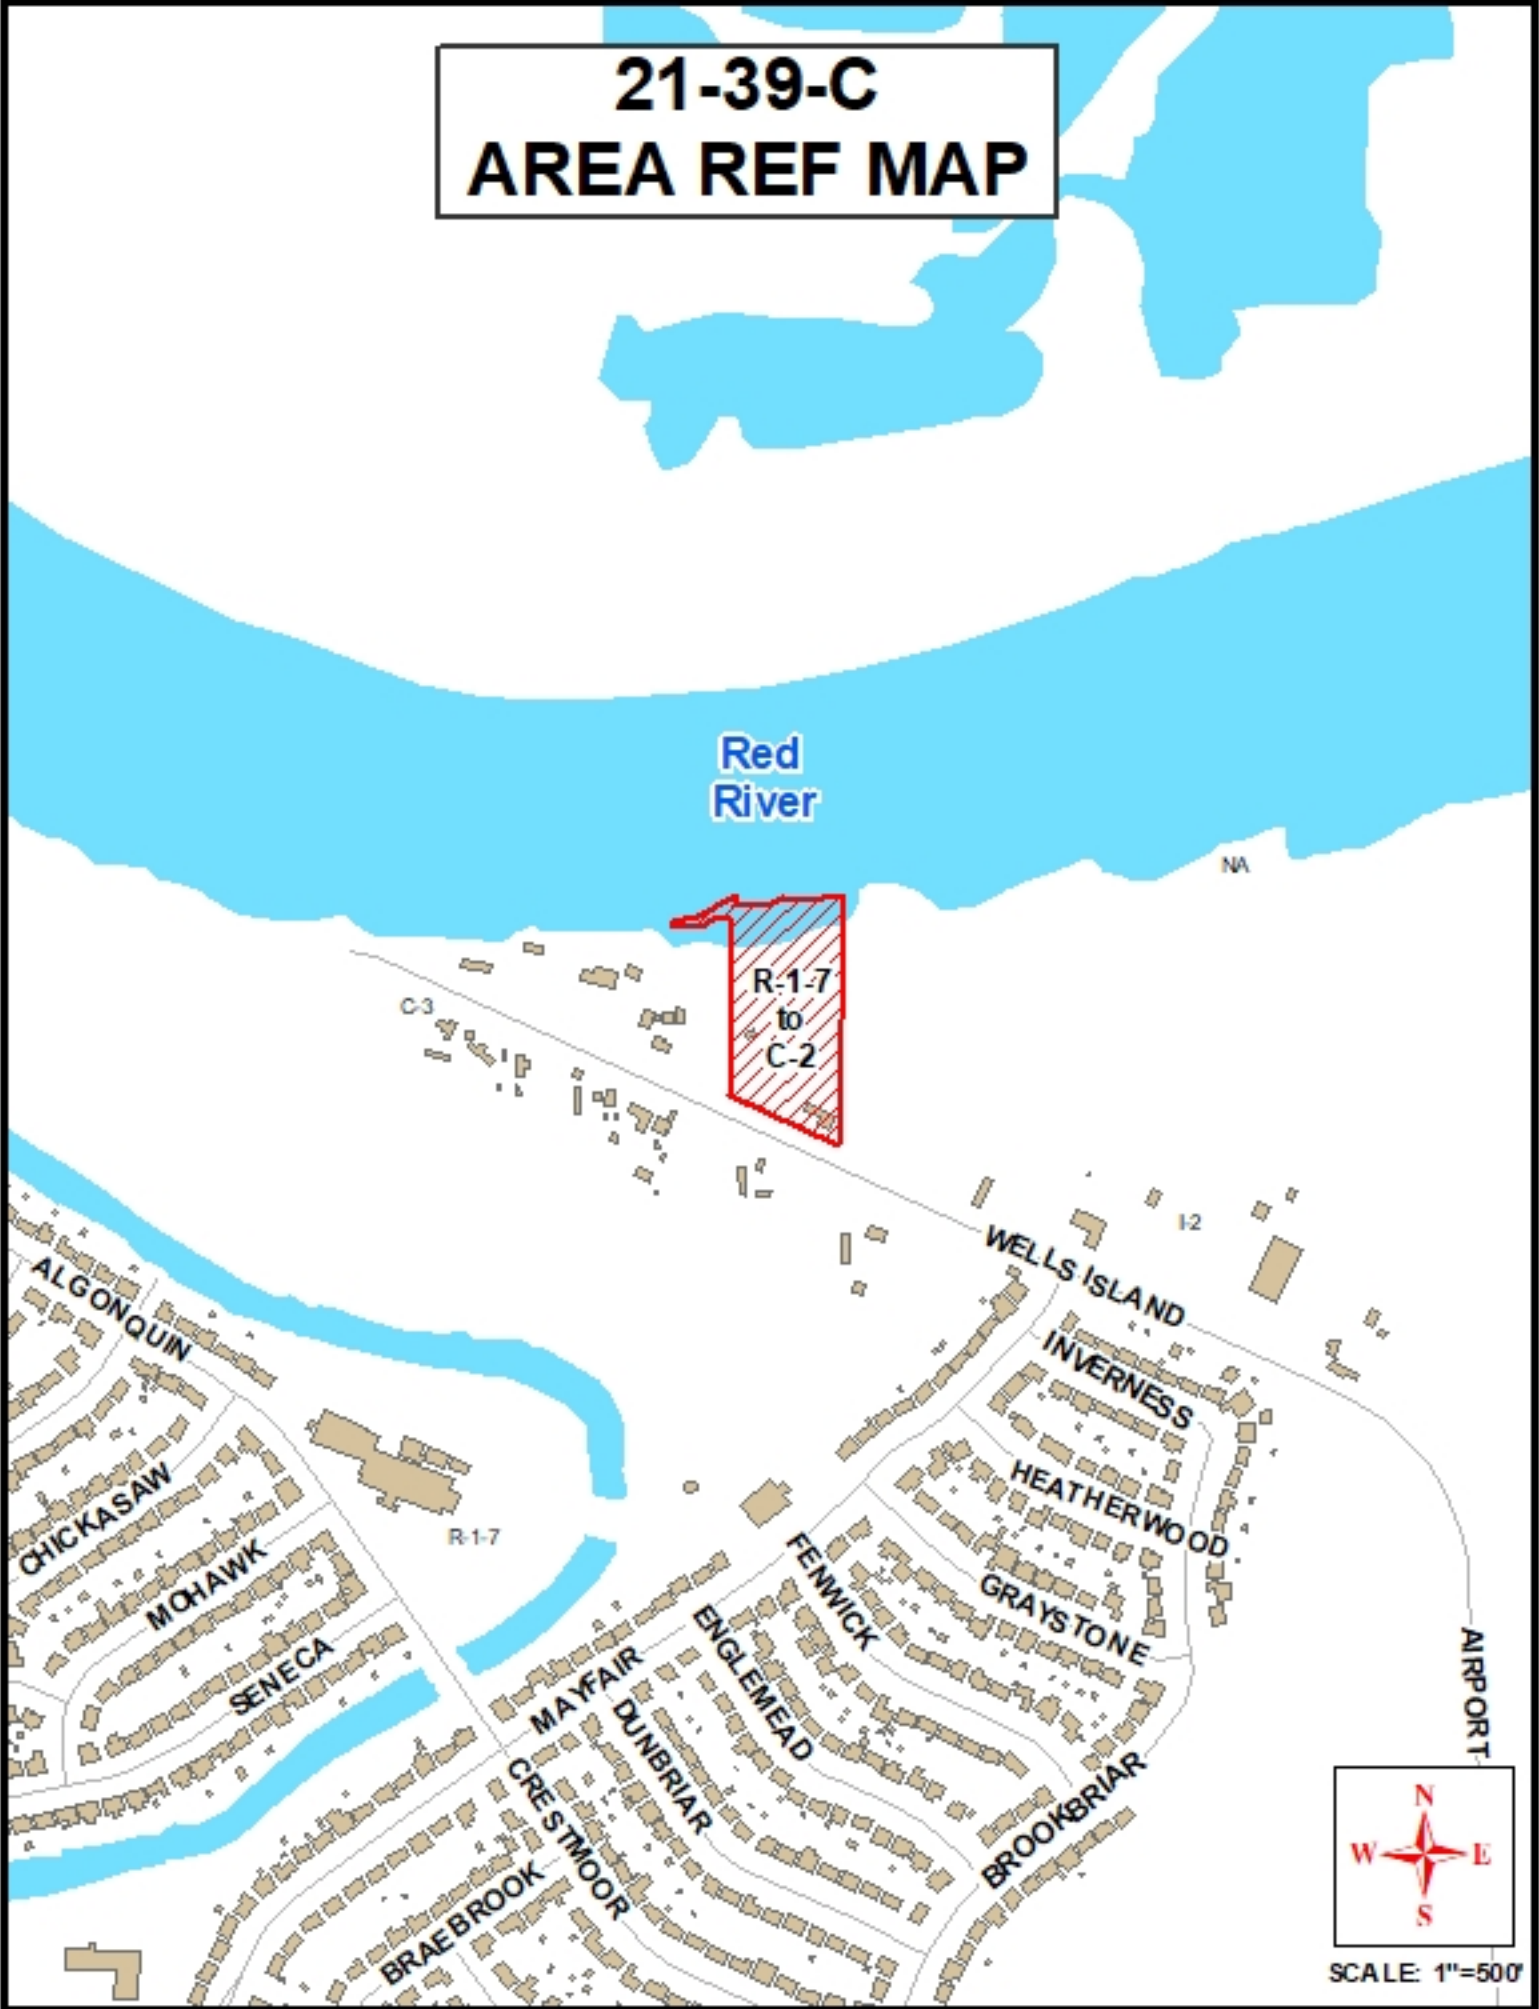 21-39-C
AREA REF MAP
Red
River
NA
R-1-7
to
C-2
C-3
I-2
WELLS ISLAND
ALGONQUIN
INVERNESS
CHICKASAW
HEATHERWOOD
R-1-7
MOHAWK
FENWICK
GRAYSTONE
SENECA
ENGLEMEAD
MAYFAIR
AIRPORT
DUNBRIAR
CRESTMOOR
BROOKBRIAR
BRAEBROOK
N
W E
S
SCALE: 1"=500'